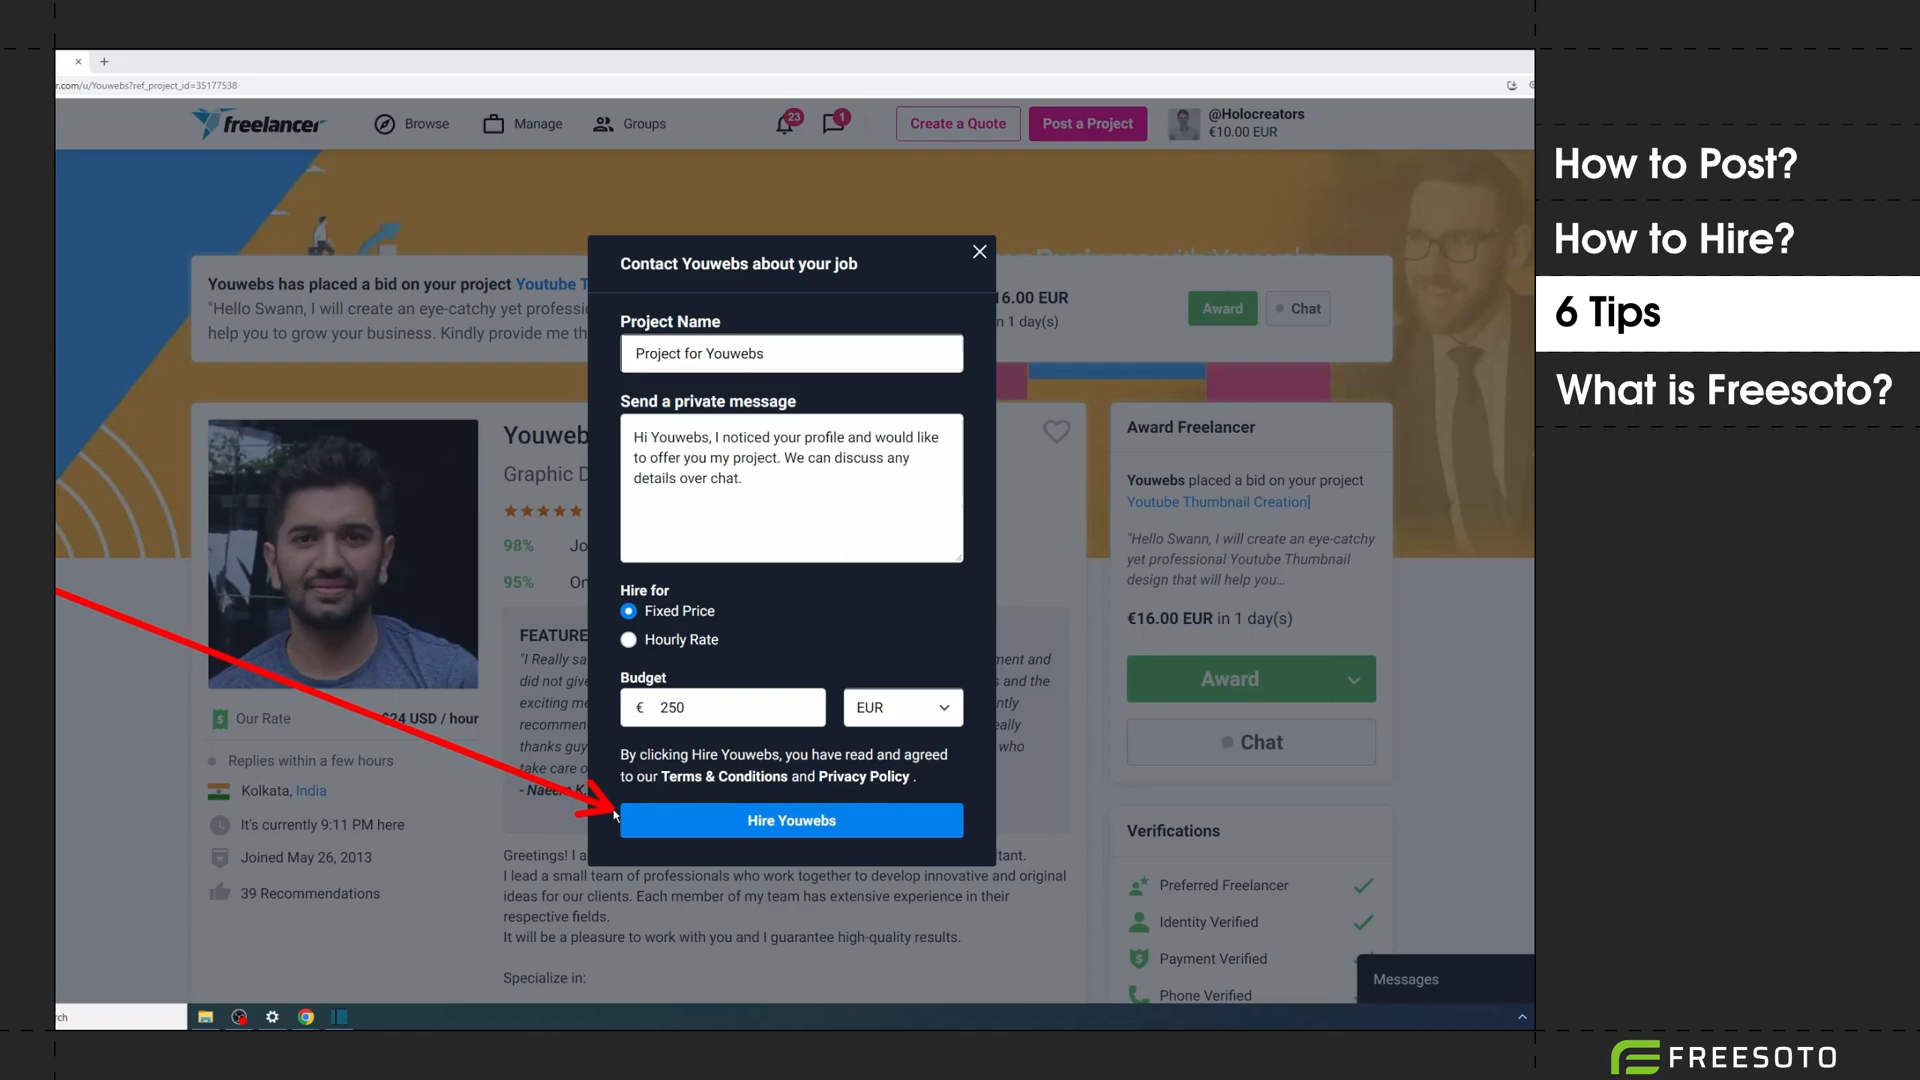 r.com/u/Youwebs?ref_project_id=35177538
freelancer
Browse
Manage
Groups
23
1
Create a Quote
Post a Project
@Holocreators
€10.00 EUR
How to Post?
How to Hire?
6 Tips
What is Freesoto?
Youwebs has placed a bid on your project Youtube T
"Hello Swann, I will create an eye-catchy yet professio
help you to grow your business. Kindly provide me th
16.00 EUR
n 1 day(s)
Award
Chat
Contact Youwebs about your job
Project Name
Project for Youwebs
Send a private message
Hi Youwebs, I noticed your profile and would like
to offer you my project. We can discuss any
details over chat.
Hire for
Fixed Price
Hourly Rate
Budget
€ 250
EUR
By clicking Hire Youwebs, you have read and agreed
to our Terms & Conditions and Privacy Policy .
Hire Youwebs
Youweb
Graphic D
98% Jo
95% On
FEATURE
"I Really sa
did not give
exciting me
recommen
thanks guy
take care o
- Naeem K.
ment and
s and the
ntly
eally
who
Our Rate
$24 USD / hour
Replies within a few hours
Kolkata, India
It's currently 9:11 PM here
Joined May 26, 2013
39 Recommendations
Greetings! I a
tant.
I lead a small team of professionals who work together to develop innovative and original
ideas for our clients. Each member of my team has extensive experience in their
respective fields.
It will be a pleasure to work with you and I guarantee high-quality results.
Specialize in:
Award Freelancer
Youwebs placed a bid on your project
Youtube Thumbnail Creation]
"Hello Swann, I will create an eye-catchy
yet professional Youtube Thumbnail
design that will help you...
€16.00 EUR in 1 day(s)
Award
Chat
Verifications
Preferred Freelancer
Identity Verified
Payment Verified
Phone Verified
Messages
rch
FREESOTO